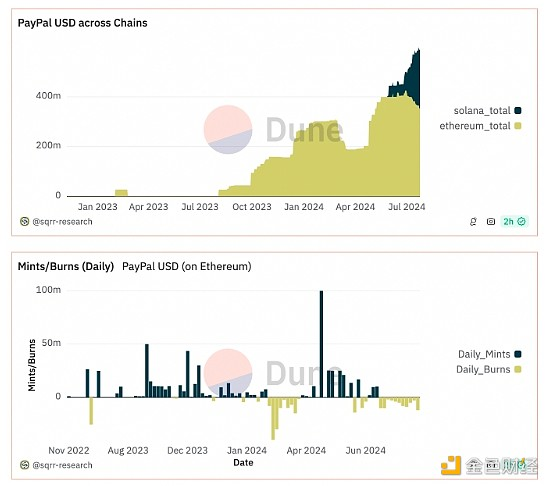 PayPal USD across Chains
Dune
400m
200m
0
Jan 2023
Apr 2023
Jul 2023
Oct 2023
Jan 2024
Apr 2024
Jul 2024
solana_total
ethereum_total
@sqrr-research
2h
Mints/Burns (Daily) PayPal USD (on Ethereum)
Dune
Mints/Burns
100m
50m
0
Nov 2022
Aug 2023
Dec 2023
Jan 2024
Apr 2024
Jun 2024
Date
Daily_Mints
Daily_Burns
@sqrr-research
金色财经